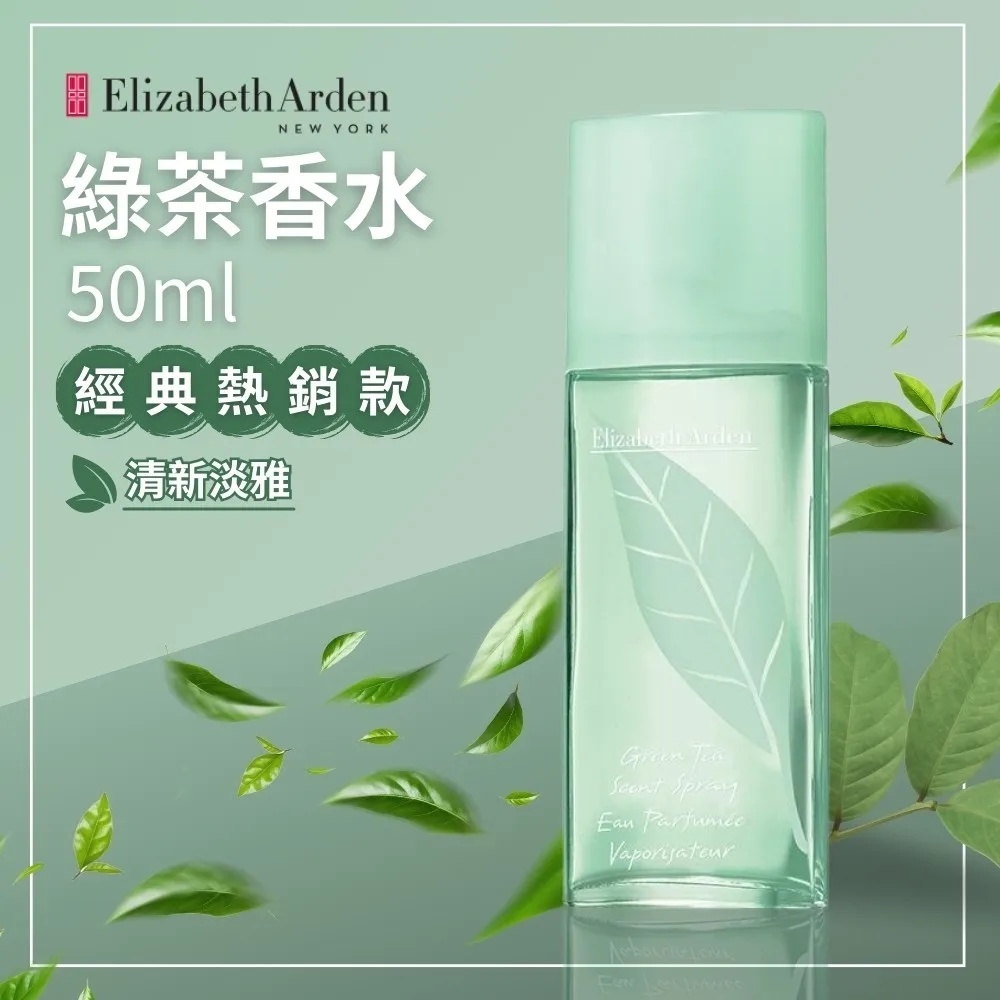 Elizabeth Arden
NEW YORK
綠茶香水
50ml
經典熱銷款
清新淡雅
Elizabeth Arden
Green Tea
Scent Spray
Eau Parfumée
Vaporisateur